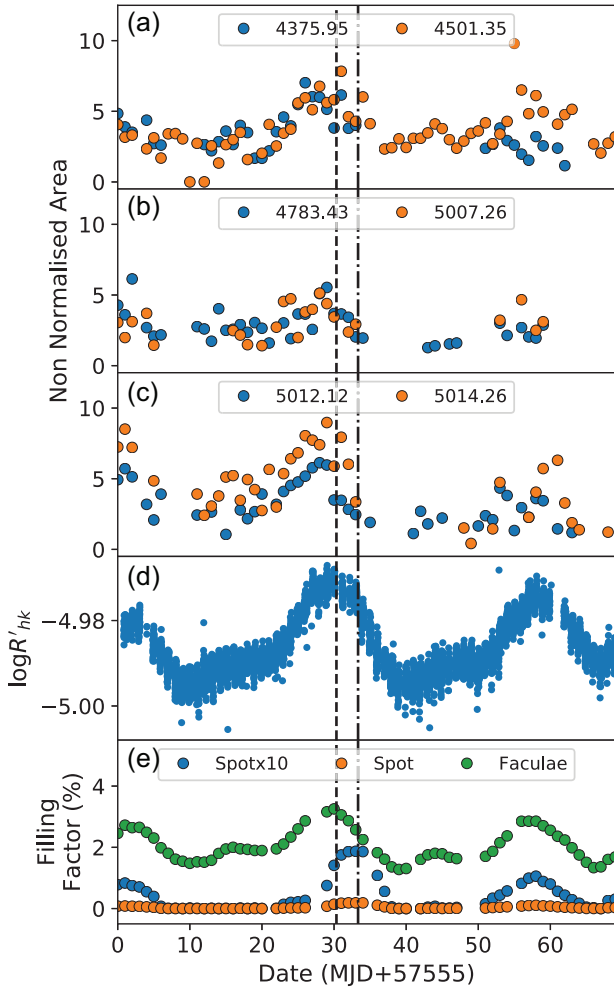 (a)
4375.95 4501.35
10
5
0
(b)
4783.43 5007.26
10
5
0
Non Normalised Area
(c)
5012.12 5014.26
10
5
0
(d)
−4.98
−5.00
logR'hk
(e)
Spotx10 Spot Faculae
4
2
0
Filling
Factor (%)
0 10 20 30 40 50 60
Date (MJD+57555)